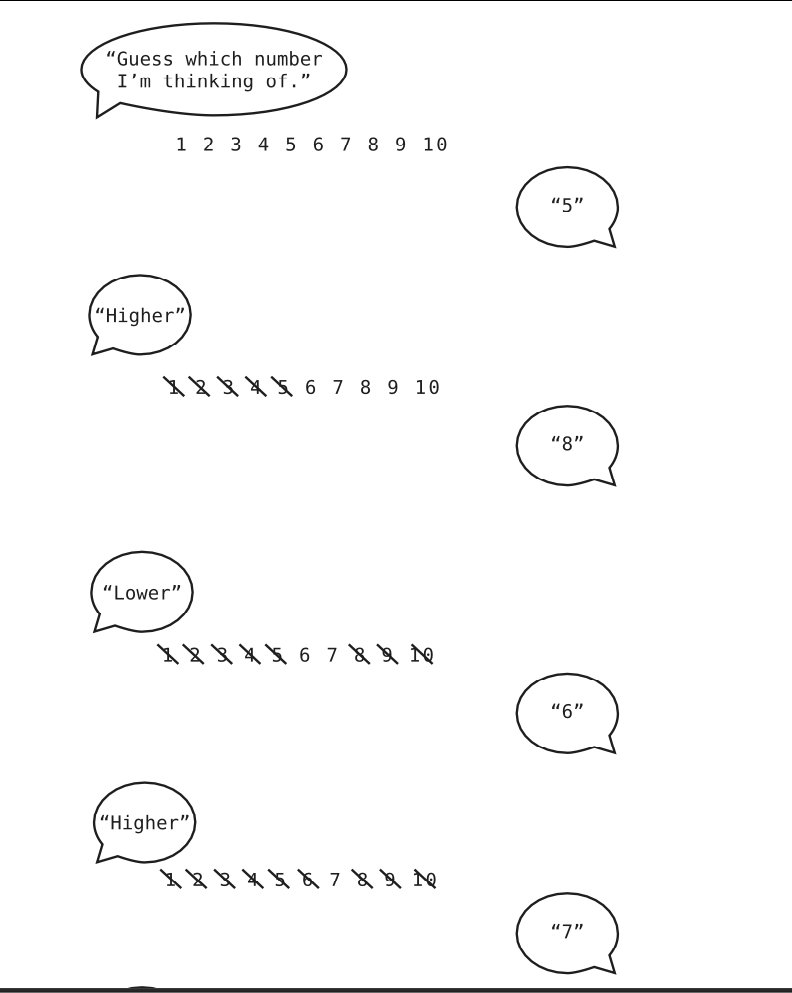 “Guess which number
I’m thinking of.”
1 2 3 4 5 6 7 8 9 10
“5”
“Higher”
1 2 3 4 5 6 7 8 9 10
“8”
“Lower”
1 2 3 4 5 6 7 8 9 10
“6”
“Higher”
1 2 3 4 5 6 7 8 9 10
“7”